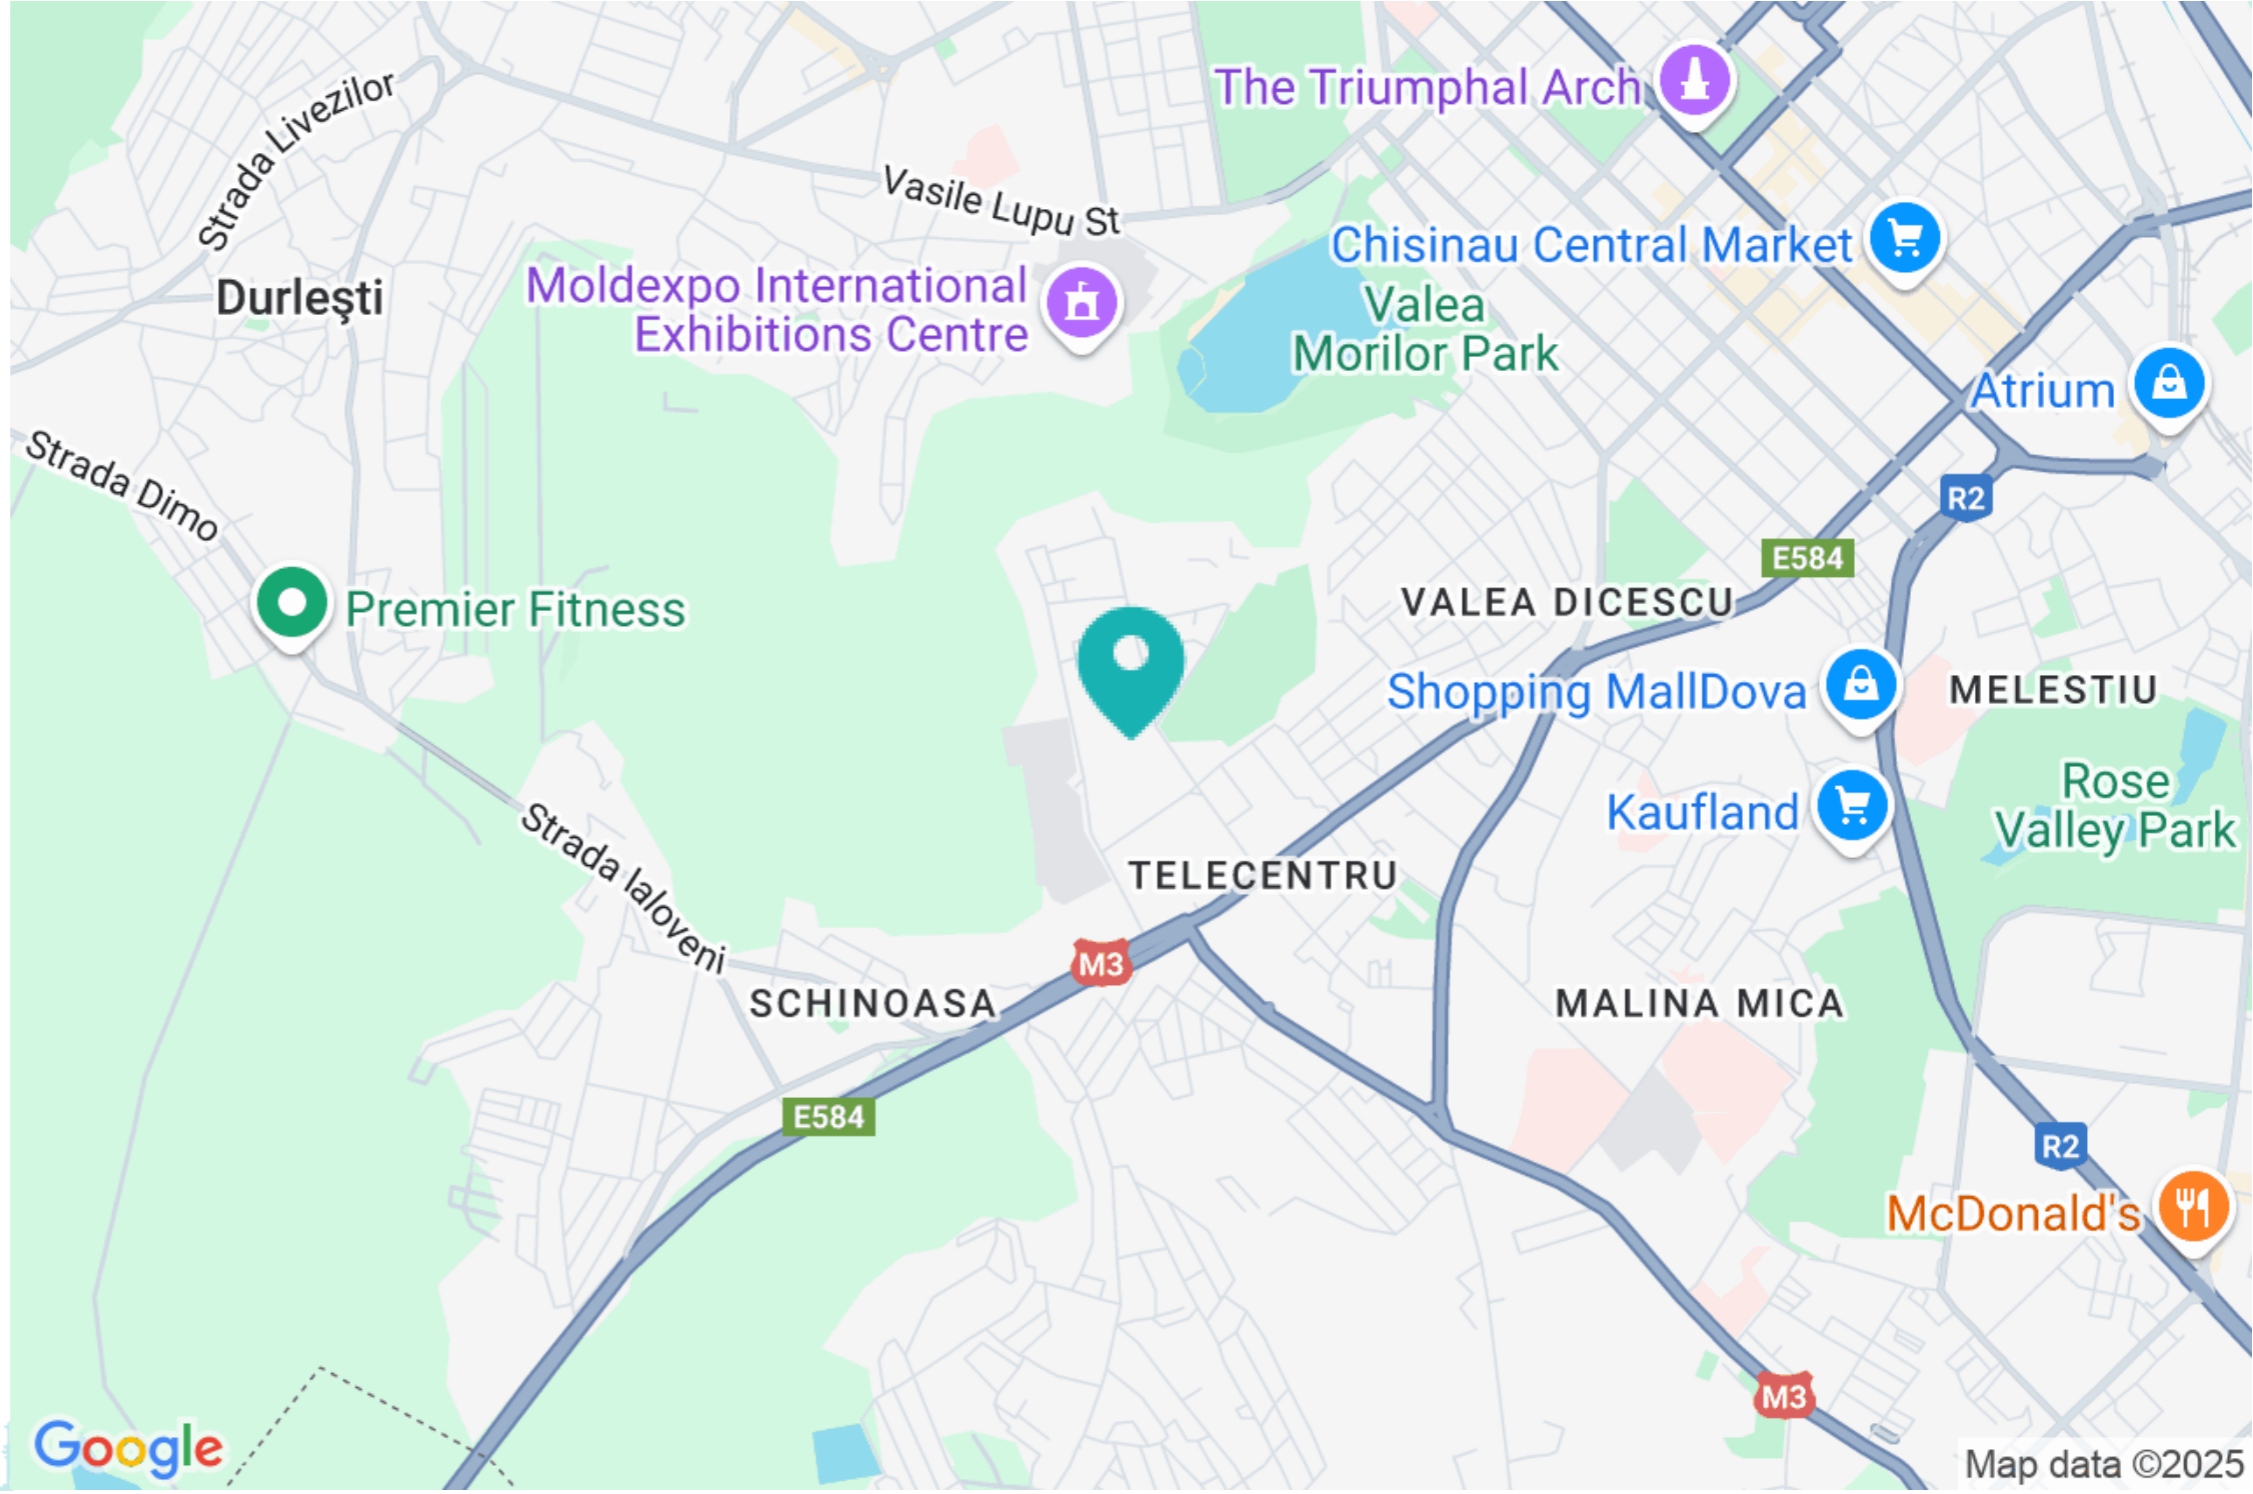 The Triumphal Arch
Strada Livezilor
Vasile Lupu St
Chisinau Central Market
Durleşti
Moldexpo International
Exhibitions Centre
Valea
Morilor Park
Atrium
Strada Dimo
R2
E584
Premier Fitness
VALEA DICESCU
Shopping MallDova
MELESTIU
Rose
Valley Park
Kaufland
Strada Ialoveni
TELECENTRU
M3
SCHINOASA
MALINA MICA
E584
R2
McDonald's
M3
Google
Map data ©2025